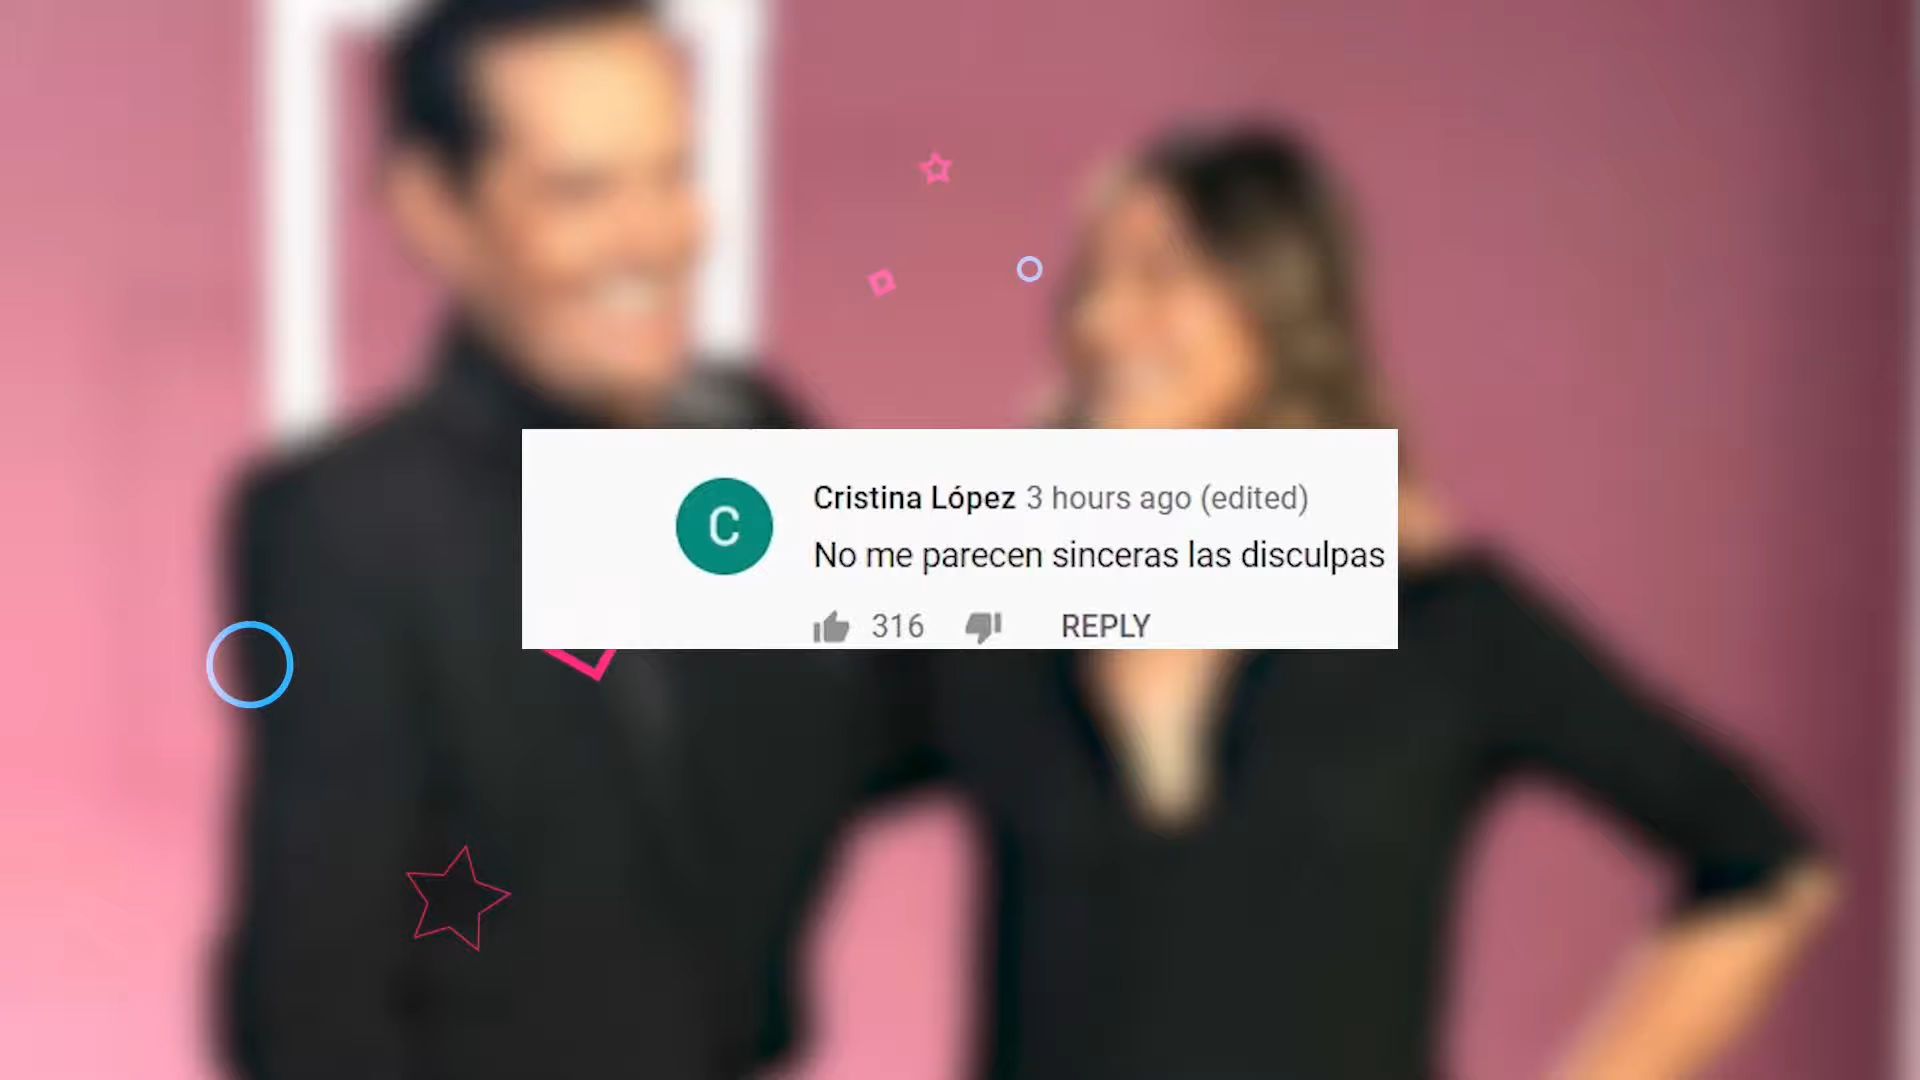 C
Cristina López 3 hours ago (edited)
No me parecen sinceras las disculpas
316 REPLY